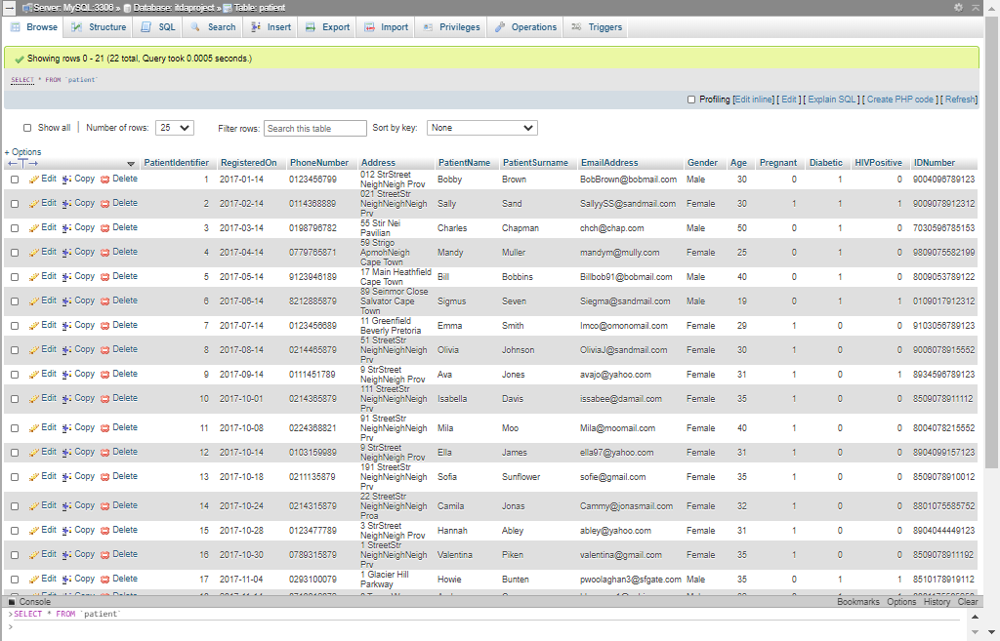 Server: MySQL:3306 » Database: itdaproject » Table: patient
Browse Structure SQL Search Insert Export Import Privileges Operations Triggers
Showing rows 0 - 21 (22 total, Query took 0.0005 seconds.)
SELECT * FROM `patient`
Profiling [Edit inline] [ Edit ] [ Explain SQL ] [ Create PHP code ] [ Refresh]
Show all Number of rows: 25 Filter rows: Search this table Sort by key: None
+ Options
←T→ PatientIdentifier RegisteredOn PhoneNumber Address PatientName PatientSurname EmailAddress Gender Age Pregnant Diabetic HIVPositive IDNumber
012 StrStreet
Edit Copy Delete 1 2017-01-14 0123456799 NeighNeigh Prov Bobby Brown BobBrown@bobmail.com Male 30 0 1 0 9004096789123
021 StreetStr
Edit Copy Delete 2 2017-02-14 0114368889 NeighNeighNeigh Sally Sand SallyySS@sandmail.com Female 30 1 1 1 9009078912312
Prv
55 Stir Nei
Edit Copy Delete 3 2017-03-14 0198796782 Pavilian Charles Chapman chch@chap.com Male 50 0 1 0 7030596785153
59 Strigo
Edit Copy Delete 4 2017-04-14 0779765871 ApmohNeigh Mandy Muller mandym@mully.com Female 25 0 1 0 9809075582199
Cape Town
17 Main Heathfield
Edit Copy Delete 5 2017-05-14 9123946189 Cape Town Bill Bobbins Billbob91@bobmail.com Male 40 0 1 0 8009053789122
89 Seinmor Close
Edit Copy Delete 6 2017-06-14 8212885879 Salvator Cape Sigmus Seven Siegma@sandmail.com Male 19 0 1 1 0109017912312
Town
11 Greenfield
Edit Copy Delete 7 2017-07-14 0123456689 Beverly Pretoria Emma Smith Imco@omonomail.com Female 29 1 0 0 9103056789123
51 StreetStr
Edit Copy Delete 8 2017-08-14 0214465879 NeighNeighNeigh Olivia Johnson OliviaJ@sandmail.com Female 30 1 0 0 9008078915552
Prv
9 StrStreet
Edit Copy Delete 9 2017-09-14 0111451789 NeighNeigh Prov Ava Jones avajo@yahoo.com Female 31 1 0 1 8934596789123
111 StreetStr
Edit Copy Delete 10 2017-10-01 0214365879 NeighNeighNeigh Isabella Davis issabee@damail.com Female 35 1 0 0 8509078911112
Prv
91 StreetStr
Edit Copy Delete 11 2017-10-08 0224368821 NeighNeighNeigh Mila Moo Mila@moomail.com Female 40 1 0 0 8004078215552
Prv
9 StrStreet
Edit Copy Delete 12 2017-10-14 0103159989 NeighNeigh Prov Ella James ella97@yahoo.com Female 31 1 0 0 8904099157123
191 StreetStr
Edit Copy Delete 13 2017-10-18 0211135879 NeighNeighNeigh Sofia Sunflower sofie@gmail.com Female 35 1 0 0 8509078910012
Prv
22 StreetStr
Edit Copy Delete 14 2017-10-24 0214315879 NeighNeighNeigh Camila Jonas Cammy@jonasmail.com Female 32 1 0 0 8801075585752
Proa
3 StrStreet
Edit Copy Delete 15 2017-10-28 0123477789 NeighNeigh Prov Hannah Abley abley@yahoo.com Female 31 1 0 0 8904044449123
1 StreetStr
Edit Copy Delete 16 2017-10-30 0789315879 NeighNeighNeigh Valentina Piken valentina@gmail.com Female 35 1 0 0 8509078911192
Prv
1 Glacier Hill
Edit Copy Delete 17 2017-11-04 0293100079 Parkway Howie Bunten pwoolaghan3@sfgate.com Male 35 0 1 1 8510178919112
Console Bookmarks Options History Clear
>SELECT * FROM `patient`
>